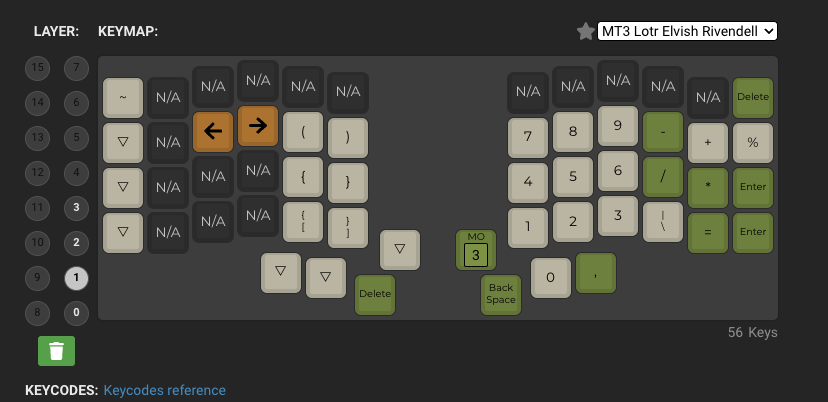 LAYER: KEYMAP: MT3 Lotr Elvish Rivendell
15 7
14 6
13 5
12 4
11 3
10 2
9 1
8 0
~ N/A N/A N/A N/A N/A N/A N/A N/A N/A N/A Delete
▽ N/A ← → ( ) 7 8 9 - + %
▽ N/A N/A N/A { } 4 5 6 / * Enter
▽ N/A N/A N/A { [ } ] 1 2 3 | \ = Enter
▽ MO 3
▽ ▽ Delete Back Space 0 ,
56 Keys
KEYCODES: Keycodes reference